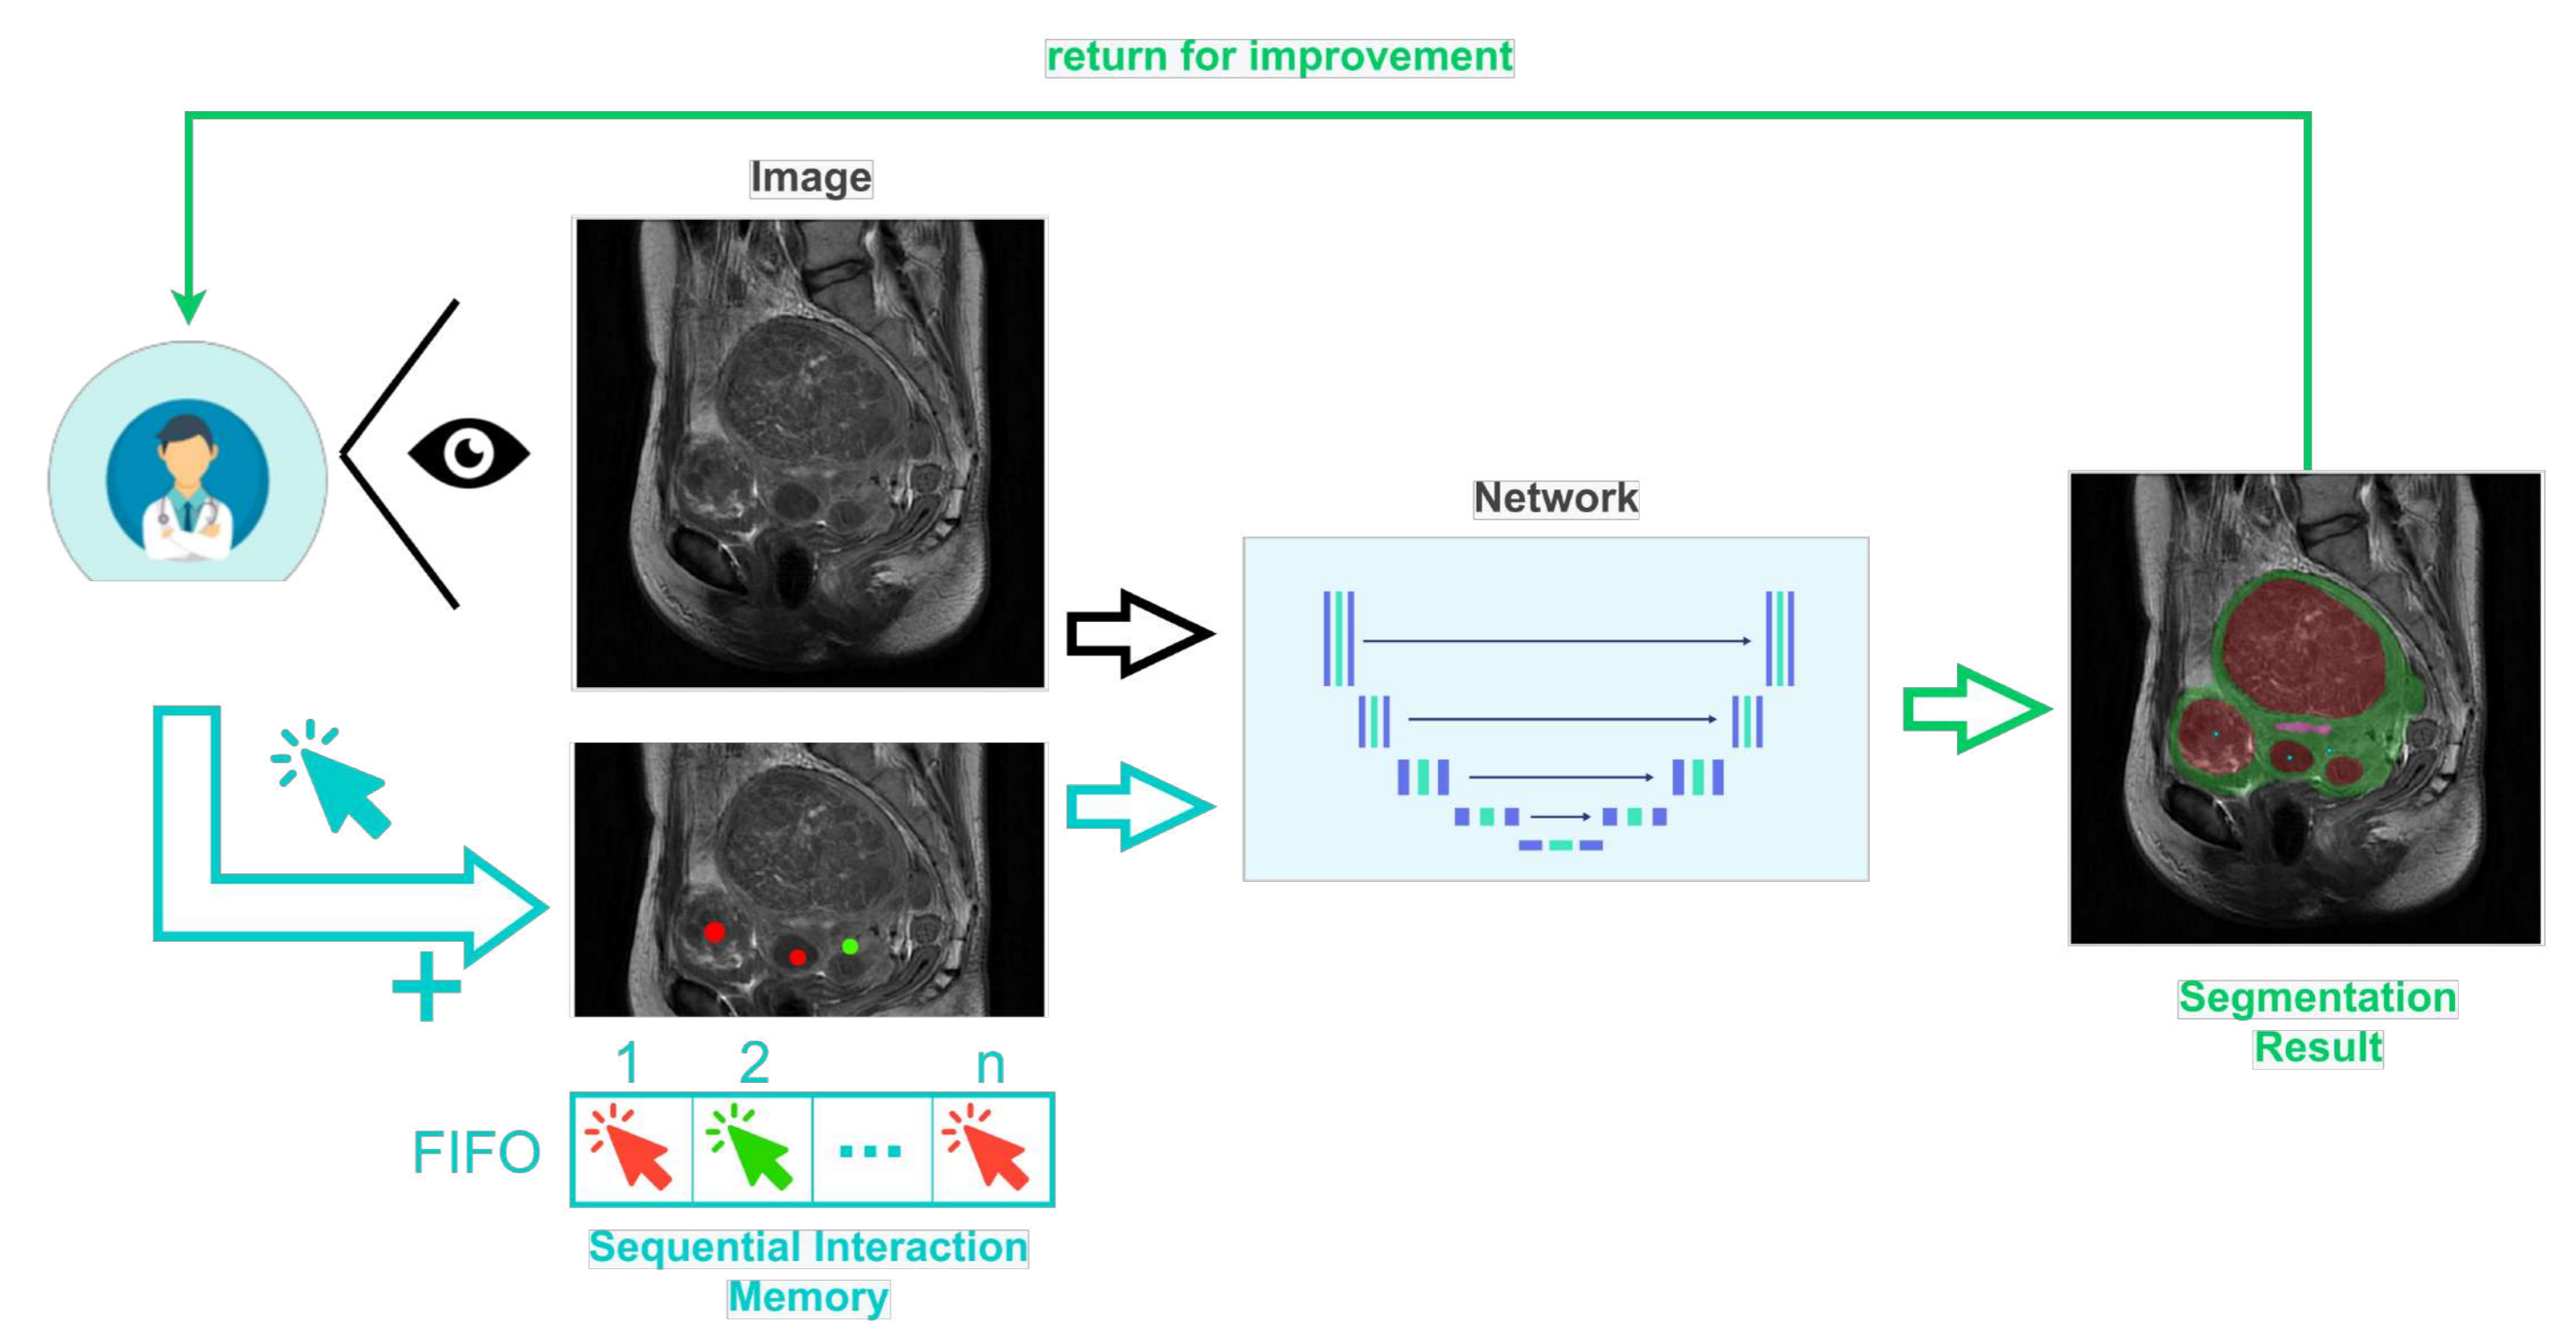 return for improvement
Image
Network
1 2 n
FIFO
...
Sequential Interaction
Memory
Segmentation
Result